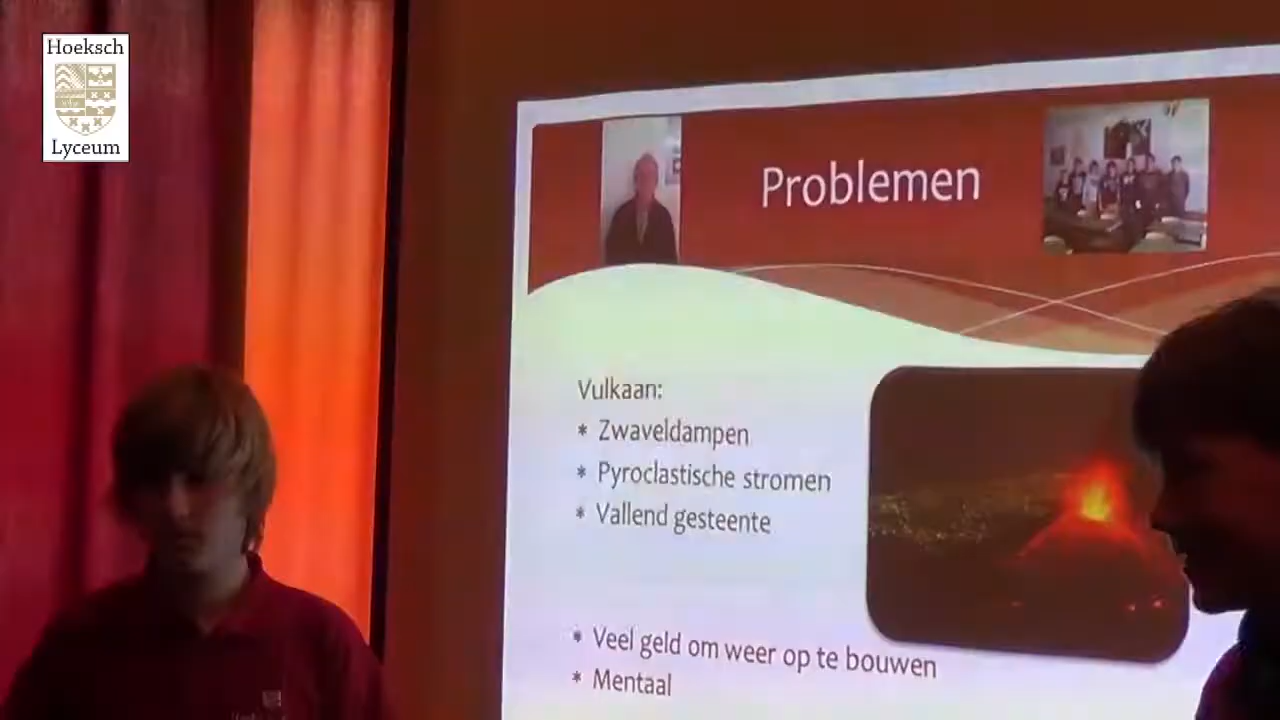 Hoeksch
Lyceum
Problemen
Vulkaan:
* Zwaveldampen
* Pyroclastische stromen
* Vallend gesteente
* Veel geld om weer op te bouwen
* Mentaal